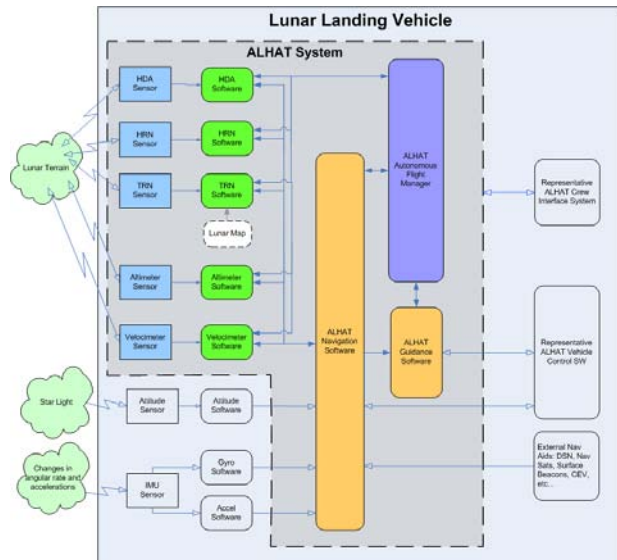 Lunar Landing Vehicle
ALHAT System
HDA
Sensor
HDA
Software
HRN
Sensor
HRN
Software
Lunar Terrain
TRN
Sensor
TRN
Software
Lunar Map
ALHAT
Autonomous
Flight
Manager
Representative
ALHAT Crew
Interface System
Altimeter
Sensor
Altimeter
Software
Velocimeter
Sensor
Velocimeter
Software
ALHAT
Navigation
Software
ALHAT
Guidance
Software
Representative
ALHAT Vehicle
Control SW
Star Light
Attitude
Sensor
Attitude
Software
Changes in
angular rate and
accelerations
IMU
Sensor
Gyro
Software
Accel
Software
External Nav
Aids: DSN, Nav
Sats, Surface
Beacons, CEV,
etc...